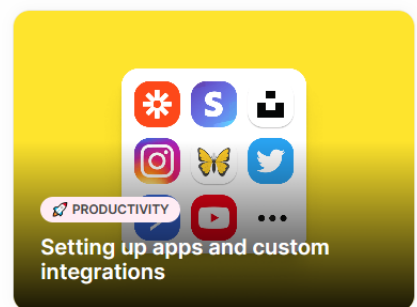 S
PRODUCTIVITY
Setting up apps and custom
integrations